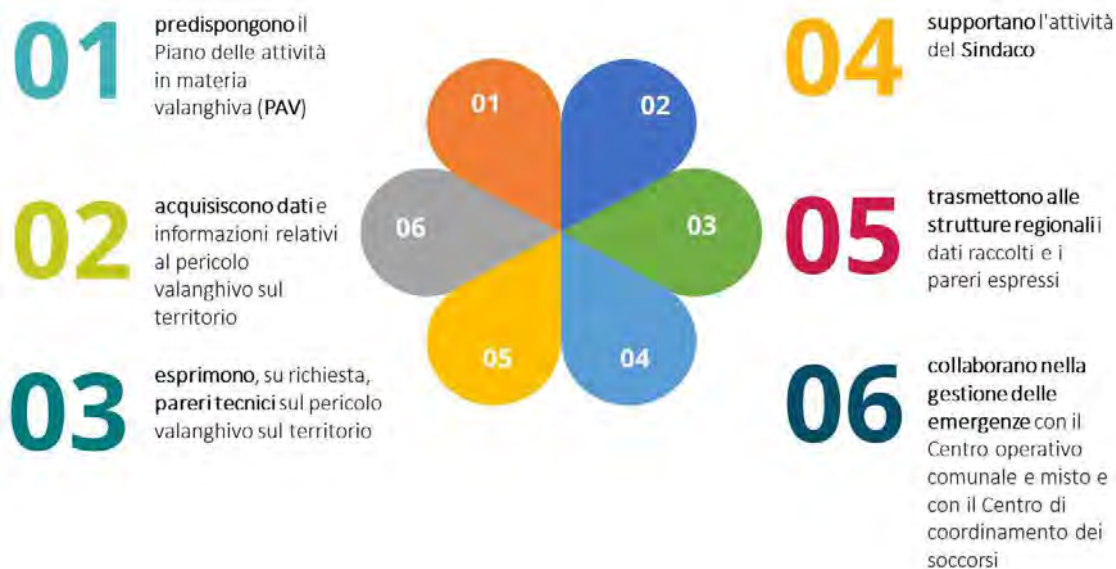 01
predispongono il
Piano delle attività
in materia
valanghiva (PAV)
02
acquisiscono dati e
informazioni relativi
al pericolo
valanghivo sul
territorio
03
esprimono, su richiesta,
pareri tecnici sul pericolo
valanghivo sul territorio
01
02
03
04
05
06
04
supportano l'attività
del Sindaco
05
trasmettono alle
strutture regionali i
dati raccolti e i
pareri espressi
06
collaborano nella
gestione delle
emergenze con il
Centro operativo
comunale e misto e
con il Centro di
coordinamento dei
soccorsi